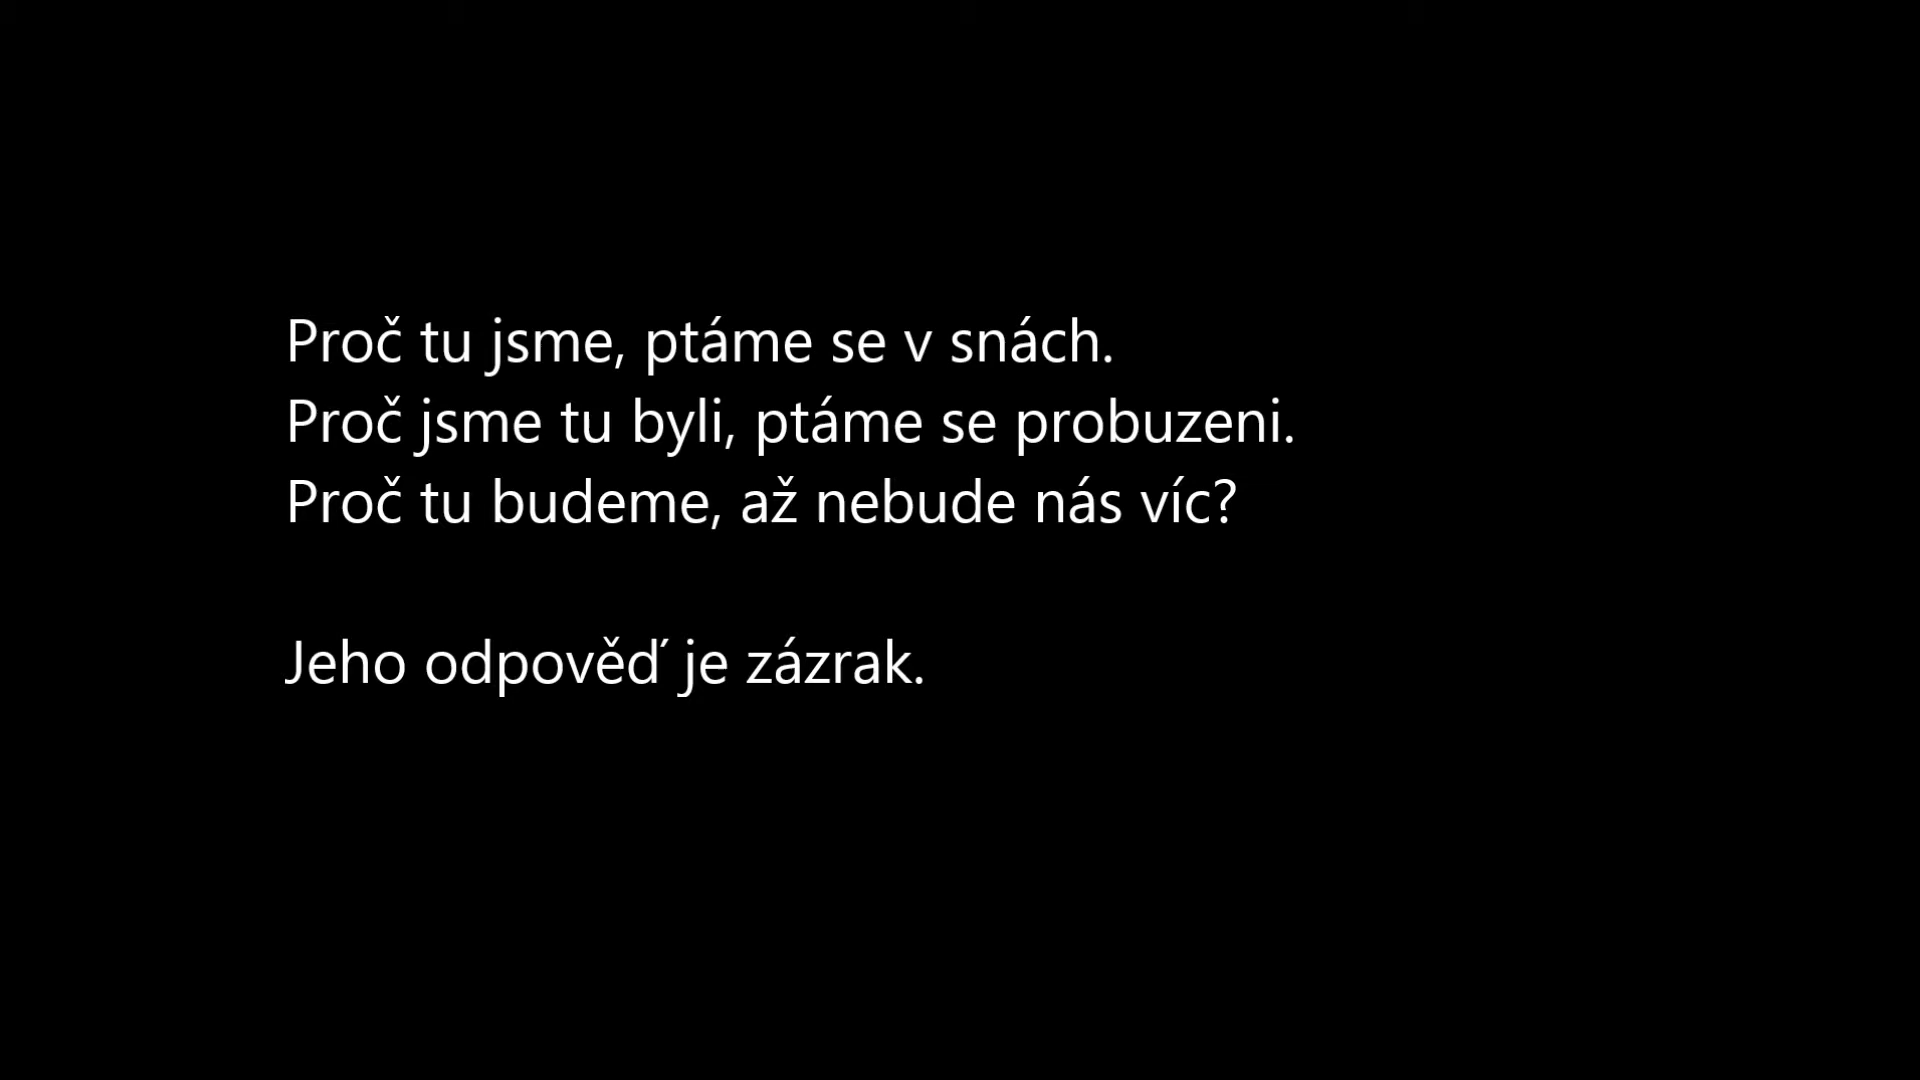 Proč tu jsme, ptáme se v snách.
Proč jsme tu byli, ptáme se probuzeni.
Proč tu budeme, až nebude nás víc?
Jeho odpověď je zázrak.